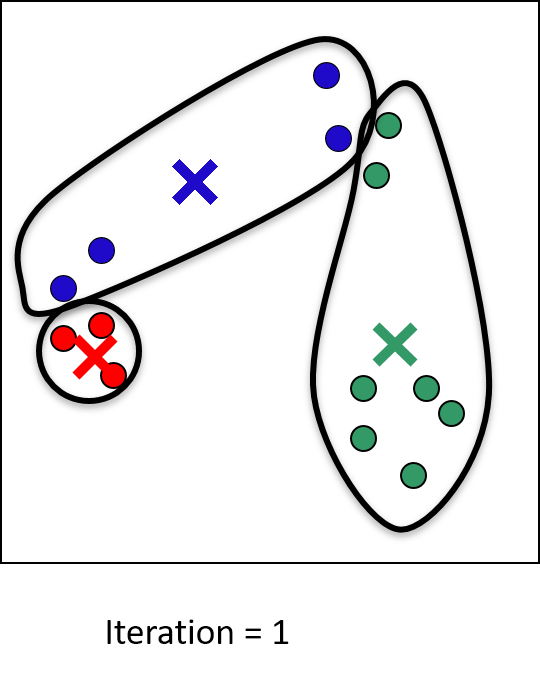 Iteration = 1